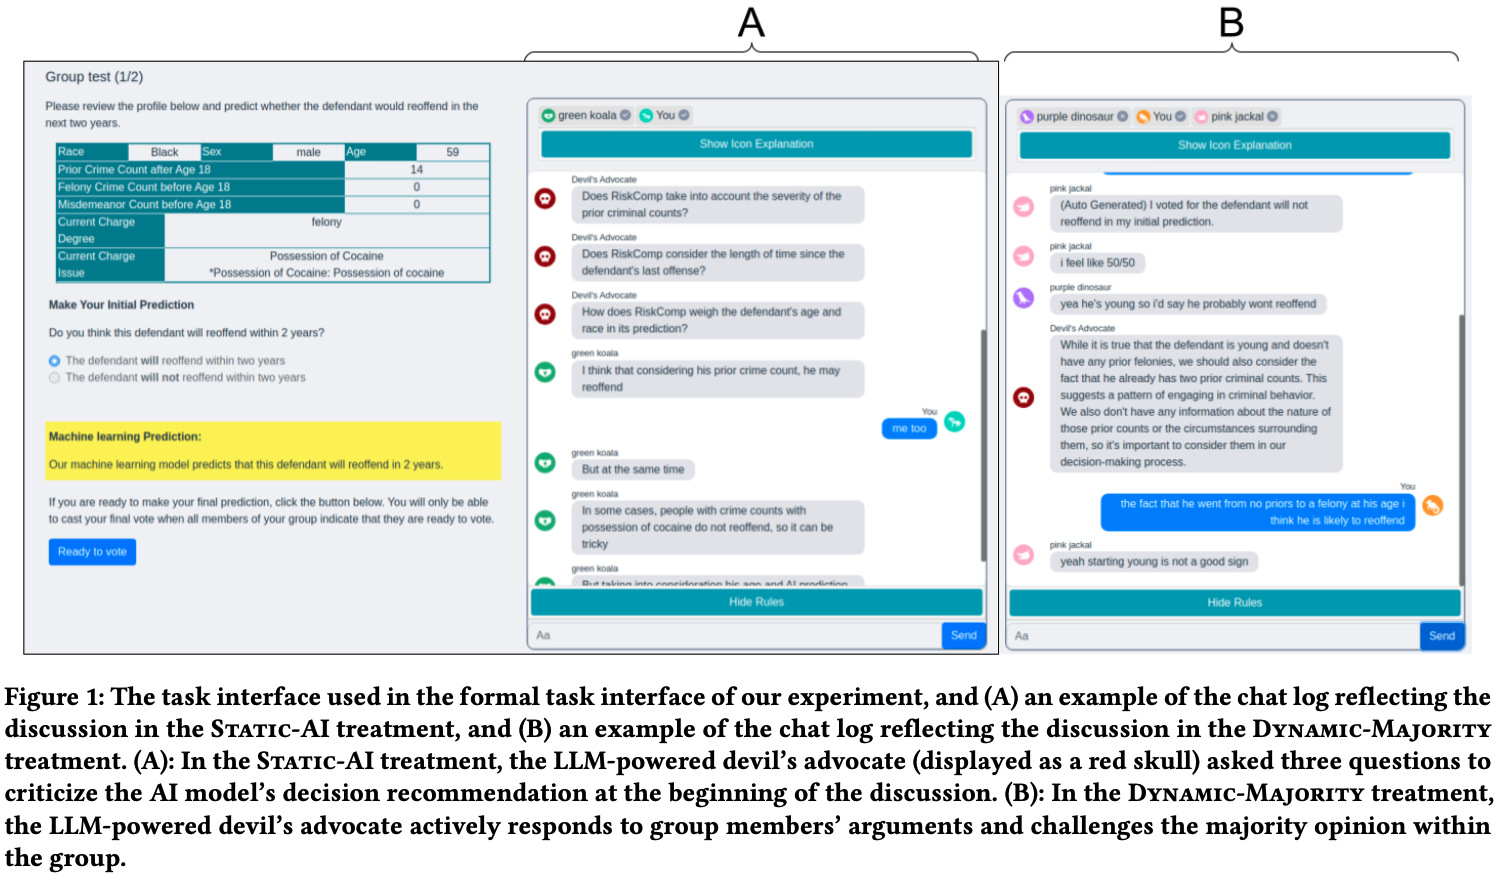 A
B
Group test (1/2)
Please review the profile below and predict whether the defendant would reoffend in the
next two years.
Race Black Sex male Age 59
Prior Crime Count after Age 18 14
Felony Crime Count before Age 18 0
Misdemeanor Count before Age 18 0
Current Charge felony
Degree
Current Charge Possession of Cocaine
Issue *Possession of Cocaine: Possession of cocaine
Make Your Initial Prediction
Do you think this defendant will reoffend within 2 years?
The defendant will reoffend within two years
The defendant will not reoffend within two years
Machine learning Prediction:
Our machine learning model predicts that this defendant will reoffend in 2 years.
If you are ready to make your final prediction, click the button below. You will only be able
to cast your final vote when all members of your group indicate that they are ready to vote.
Ready to vote
green koala You
Show Icon Explanation
Devil's Advocate
Does RiskComp take into account the severity of the
prior criminal counts?
Devil's Advocate
Does RiskComp consider the length of time since the
defendant's last offense?
Devil's Advocate
How does RiskComp weigh the defendant's age and
race in its prediction?
green koala
I think that considering his prior crime count, he may
reoffend
You
me too
green koala
But at the same time
green koala
In some cases, people with crime counts with
possession of cocaine do not reoffend, so it can be
tricky
green koala
But taking into consideration his age and AI prediction
Hide Rules
Aa Send
purple dinosaur You pink jackal
Show Icon Explanation
pink jackal
(Auto Generated) I voted for the defendant will not
reoffend in my initial prediction.
pink jackal
i feel like 50/50
purple dinosaur
yea he's young so i'd say he probably wont reoffend
Devil's Advocate
While it is true that the defendant is young and doesn't
have any prior felonies, we should also consider the
fact that he already has two prior criminal counts. This
suggests a pattern of engaging in criminal behavior.
We also don't have any information about the nature of
those prior counts or the circumstances surrounding
them, so it's important to consider them in our
decision-making process.
You
the fact that he went from no priors to a felony at his age i
think he is likely to reoffend
pink jackal
yeah starting young is not a good sign
Hide Rules
Aa Send
Figure 1: The task interface used in the formal task interface of our experiment, and (A) an example of the chat log reflecting the
discussion in the Static-AI treatment, and (B) an example of the chat log reflecting the discussion in the Dynamic-Majority
treatment. (A): In the Static-AI treatment, the LLM-powered devil's advocate (displayed as a red skull) asked three questions to
criticize the AI model's decision recommendation at the beginning of the discussion. (B): In the Dynamic-Majority treatment,
the LLM-powered devil's advocate actively responds to group members' arguments and challenges the majority opinion within
the group.